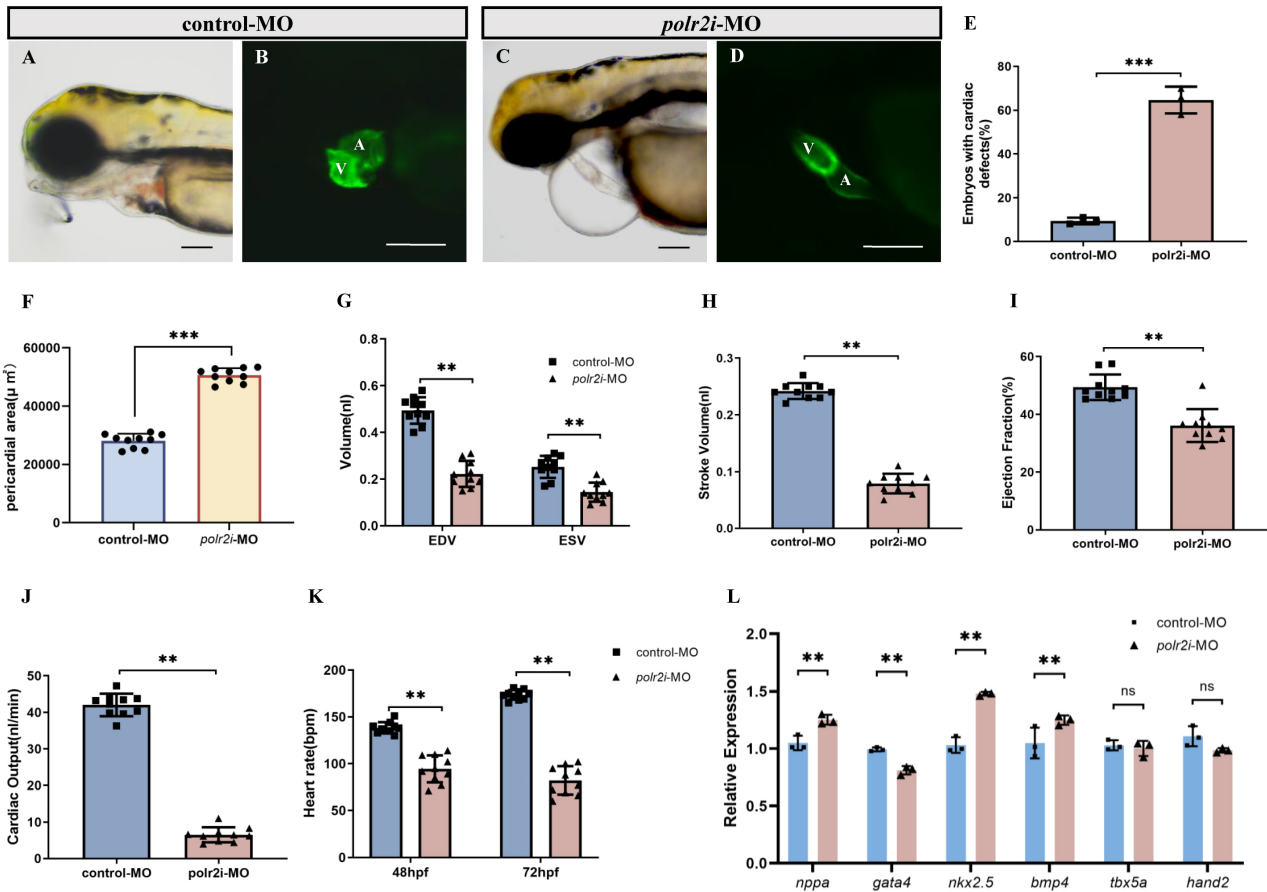 control-MO
polr2i-MO
A
B
C
D
E
A
V
V
A
Embryos with cardiac
defects(%)
80
60
40
20
0
***
control-MO
polr2i-MO
F
pericardial area(μ m²)
60000
40000
20000
0
***
control-MO
polr2i-MO
G
Volume(nl)
0.8
0.6
0.4
0.2
0.0
**
**
control-MO
polr2i-MO
EDV
ESV
H
Stroke Volume(nl)
0.3
0.2
0.1
0.0
**
control-MO
polr2i-MO
I
Ejection Fraction(%)
60
40
20
0
**
control-MO
polr2i-MO
J
Cardiac Output(nl/min)
50
40
30
20
10
0
**
control-MO
polr2i-MO
K
Heart rate(bpm)
200
150
100
50
0
**
**
control-MO
polr2i-MO
48hpf
72hpf
L
Relative Expression
2.0
1.5
1.0
0.5
0.0
**
**
**
**
ns
ns
control-MO
polr2i-MO
nppa
gata4
nkx2.5
bmp4
tbx5a
hand2